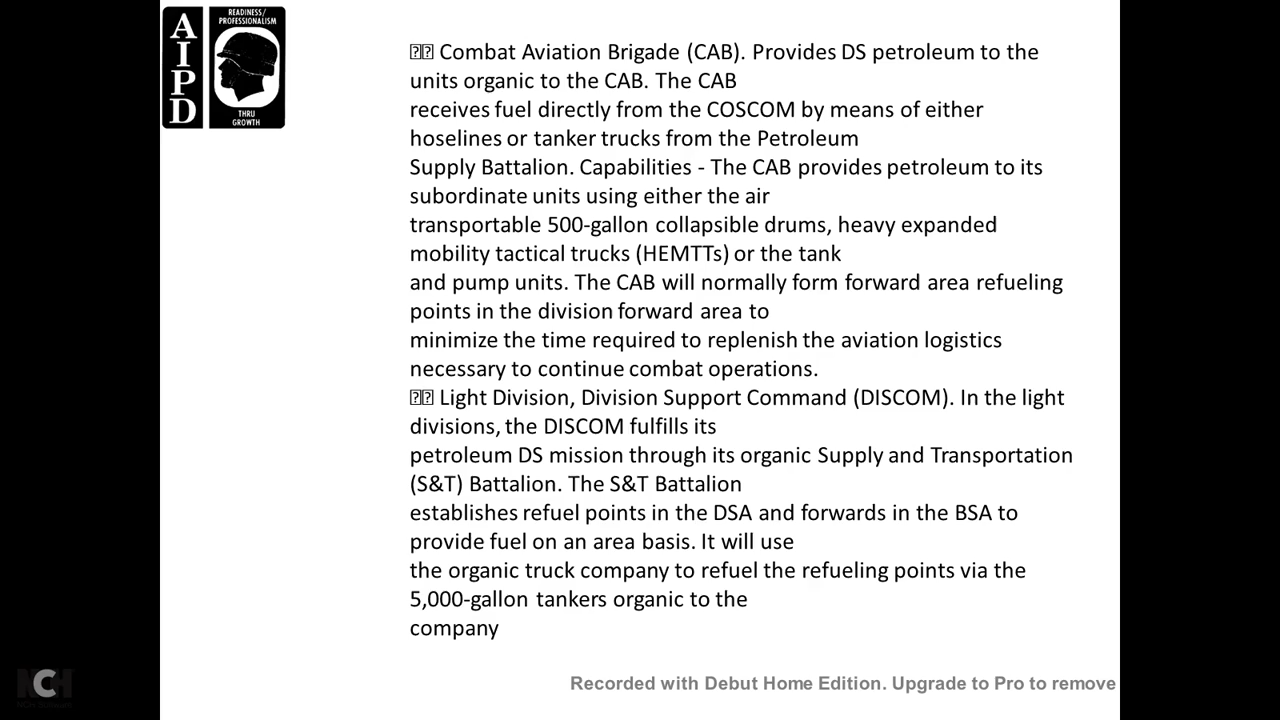 READINESS/
PROFESSIONALISM
AIPD
THRU
GROWTH
Combat Aviation Brigade (CAB). Provides DS petroleum to the
units organic to the CAB. The CAB
receives fuel directly from the COSCOM by means of either
hoselines or tanker trucks from the Petroleum
Supply Battalion. Capabilities - The CAB provides petroleum to its
subordinate units using either the air
transportable 500-gallon collapsible drums, heavy expanded
mobility tactical trucks (HEMTTs) or the tank
and pump units. The CAB will normally form forward area refueling
points in the division forward area to
minimize the time required to replenish the aviation logistics
necessary to continue combat operations.
Light Division, Division Support Command (DISCOM). In the light
divisions, the DISCOM fulfills its
petroleum DS mission through its organic Supply and Transportation
(S&T) Battalion. The S&T Battalion
establishes refuel points in the DSA and forwards in the BSA to
provide fuel on an area basis. It will use
the organic truck company to refuel the refueling points via the
5,000-gallon tankers organic to the
company
NCH
Recorded with Debut Home Edition. Upgrade to Pro to remove